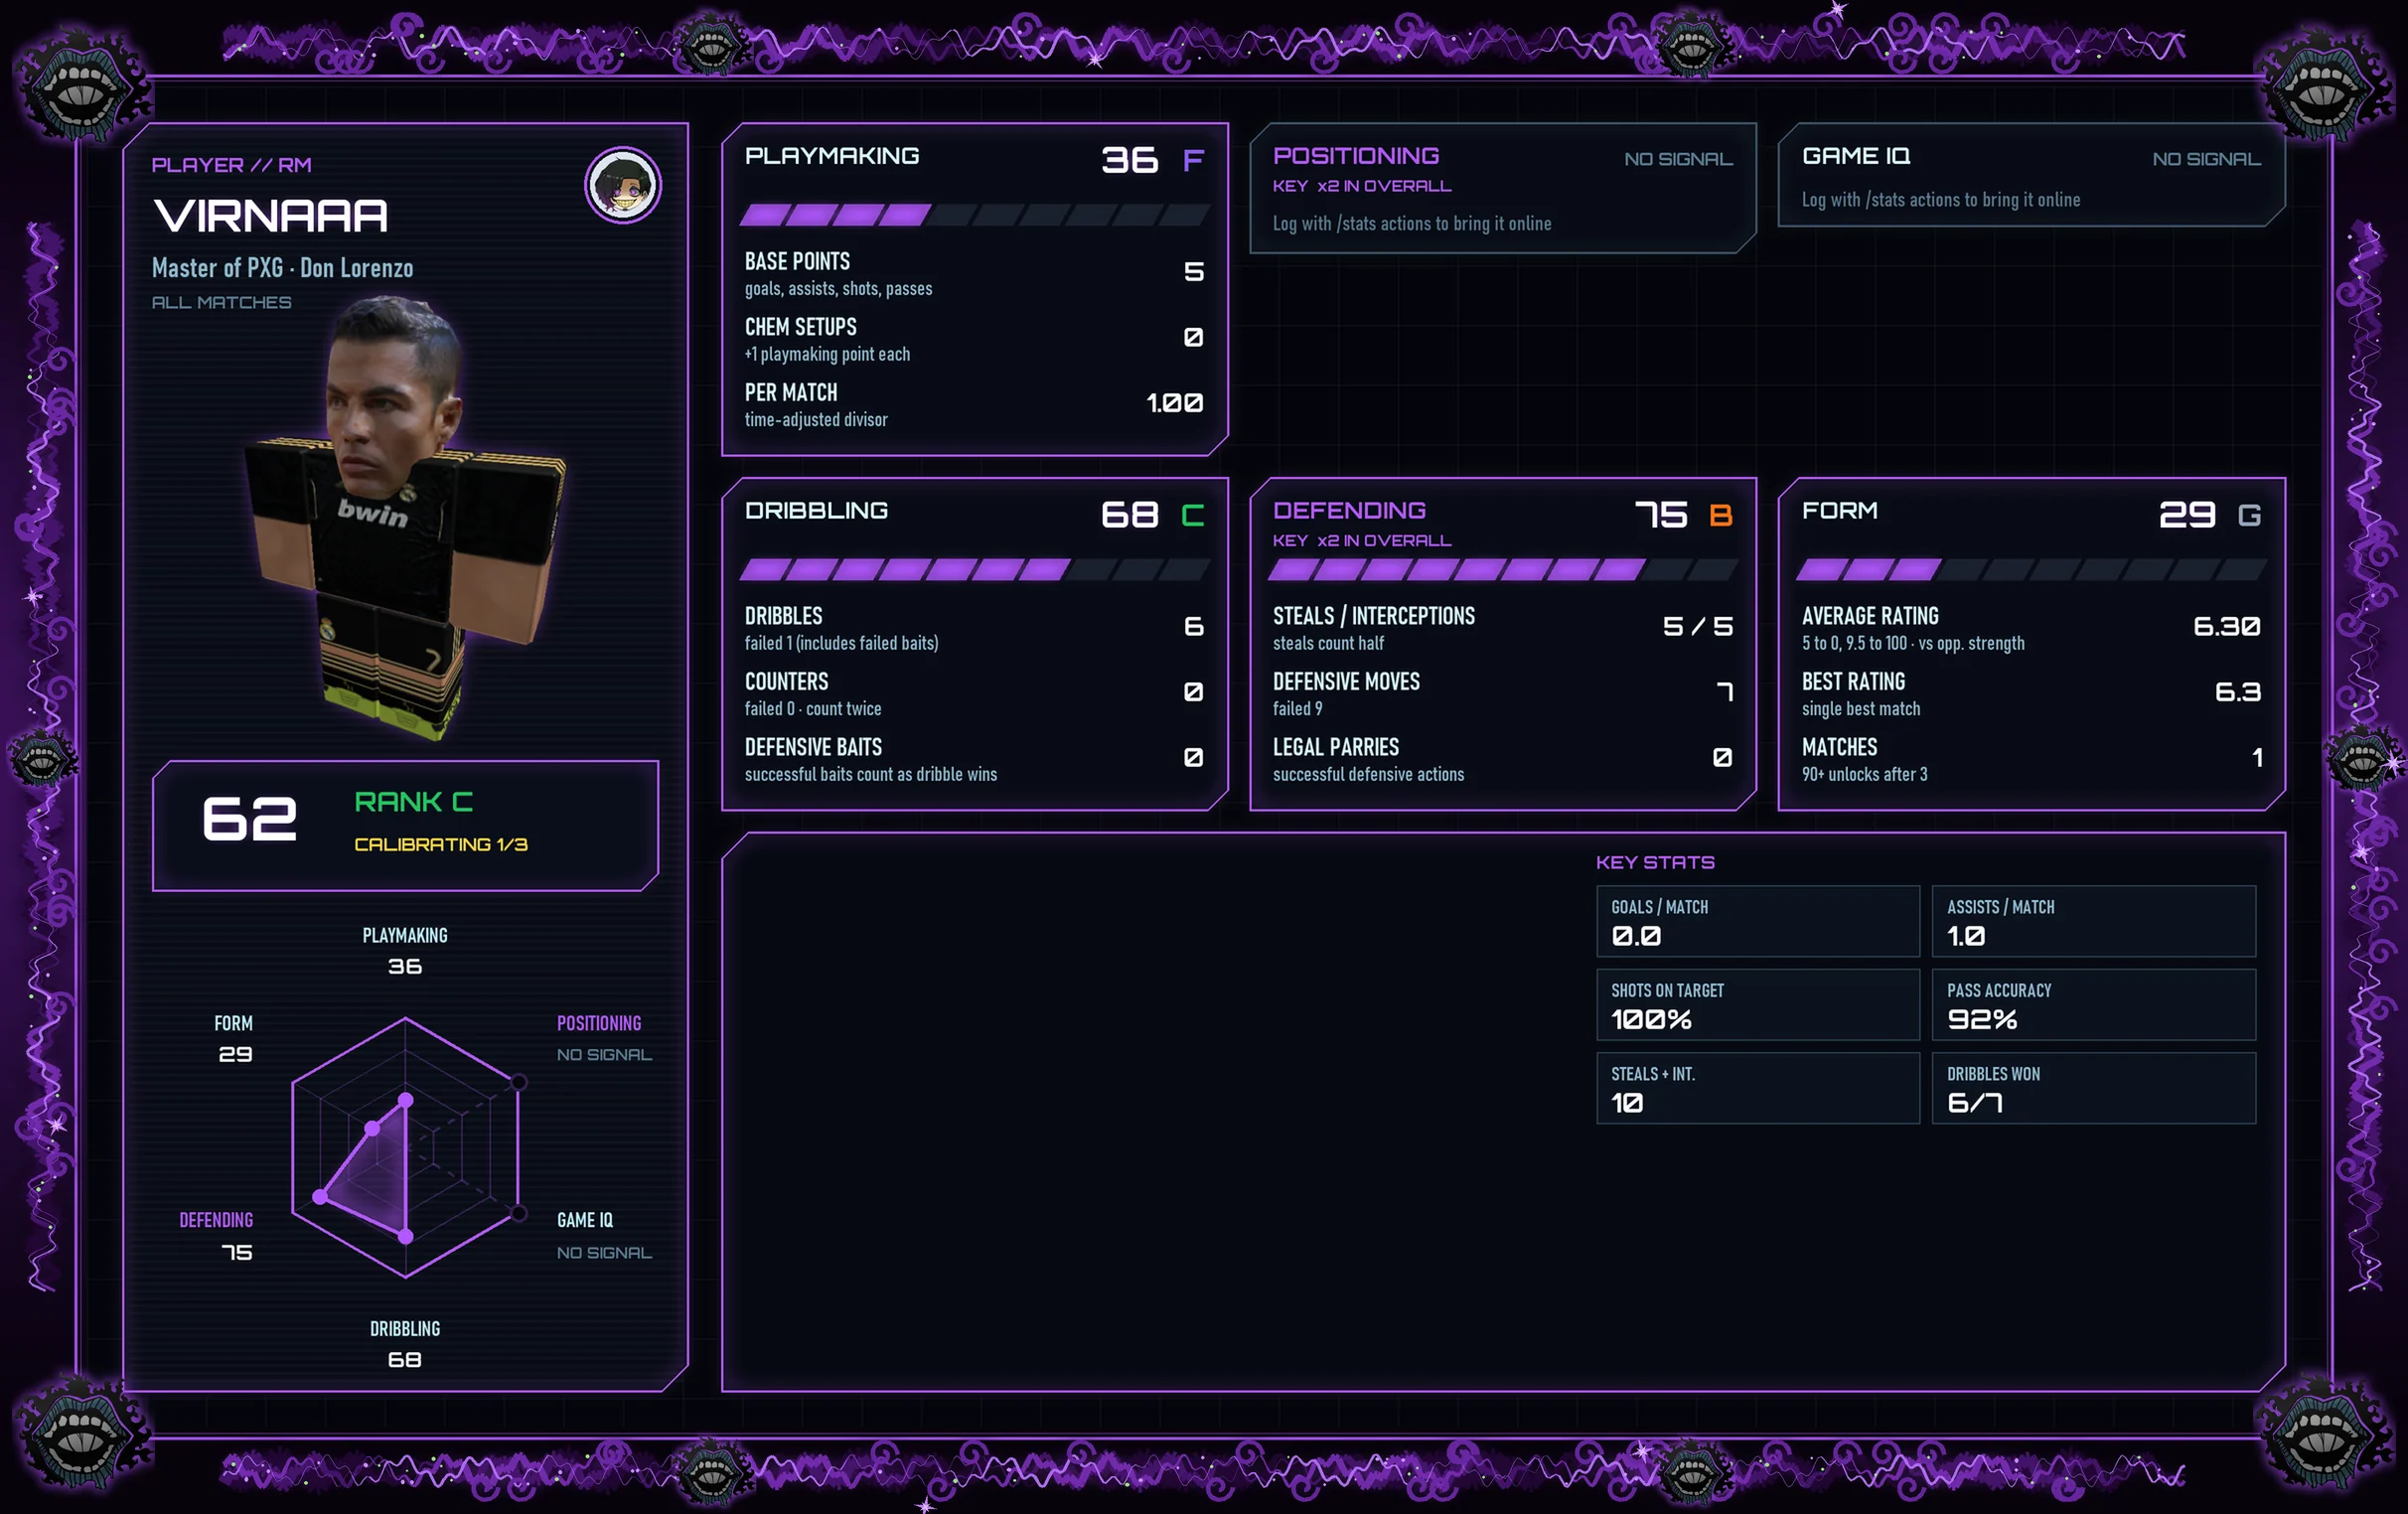 PLAYER // RM
VIRNAAA
Master of PXG · Don Lorenzo
ALL MATCHES
bwin
7
62
RANK C
CALIBRATING 1/3
PLAYMAKING
36
FORM
29
POSITIONING
NO SIGNAL
DEFENDING
75
GAME IQ
NO SIGNAL
DRIBBLING
68
PLAYMAKING 36 F
BASE POINTS 5
goals, assists, shots, passes
CHEM SETUPS 0
+1 playmaking point each
PER MATCH 1.00
time-adjusted divisor
POSITIONING NO SIGNAL
KEY x2 IN OVERALL
Log with /stats actions to bring it online
GAME IQ NO SIGNAL
Log with /stats actions to bring it online
DRIBBLING 68 C
DRIBBLES 6
failed 1 (includes failed baits)
COUNTERS 0
failed 0 · count twice
DEFENSIVE BAITS 0
successful baits count as dribble wins
DEFENDING 75 B
KEY x2 IN OVERALL
STEALS / INTERCEPTIONS 5 / 5
steals count half
DEFENSIVE MOVES 7
failed 9
LEGAL PARRIES 0
successful defensive actions
FORM 29 G
AVERAGE RATING 6.30
5 to 0, 9.5 to 100 · vs opp. strength
BEST RATING 6.3
single best match
MATCHES 1
90+ unlocks after 3
KEY STATS
GOALS / MATCH
0.0
ASSISTS / MATCH
1.0
SHOTS ON TARGET
100%
PASS ACCURACY
92%
STEALS + INT.
10
DRIBBLES WON
6/7